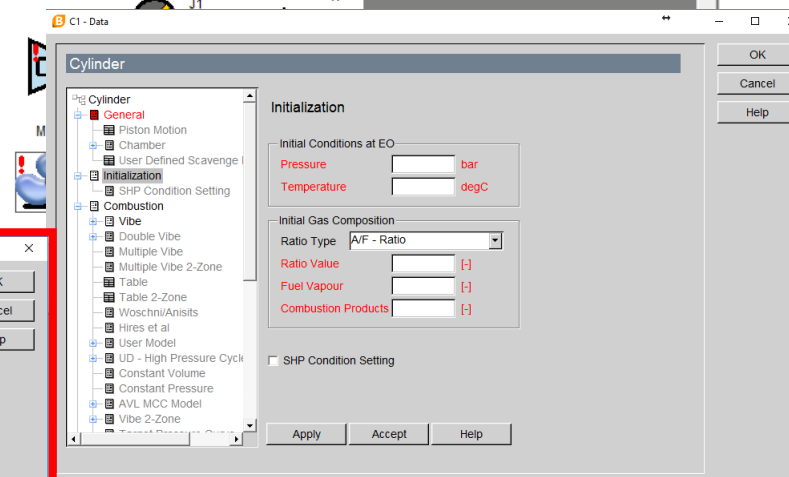 J1
C1 - Data
Cylinder
OK
Cancel
Help
Cylinder
General
Piston Motion
Chamber
User Defined Scavenge
Initialization
SHP Condition Setting
Combustion
Vibe
Double Vibe
Multiple Vibe
Multiple Vibe 2-Zone
Table
Table 2-Zone
Woschni/Anisits
Hires et al
User Model
UD - High Pressure Cycle
Constant Volume
Constant Pressure
AVL MCC Model
Vibe 2-Zone
Initialization
Initial Conditions at EO
Pressure bar
Temperature degC
Initial Gas Composition
Ratio Type A/F - Ratio
Ratio Value [-]
Fuel Vapour [-]
Combustion Products [-]
SHP Condition Setting
Apply Accept Help
M